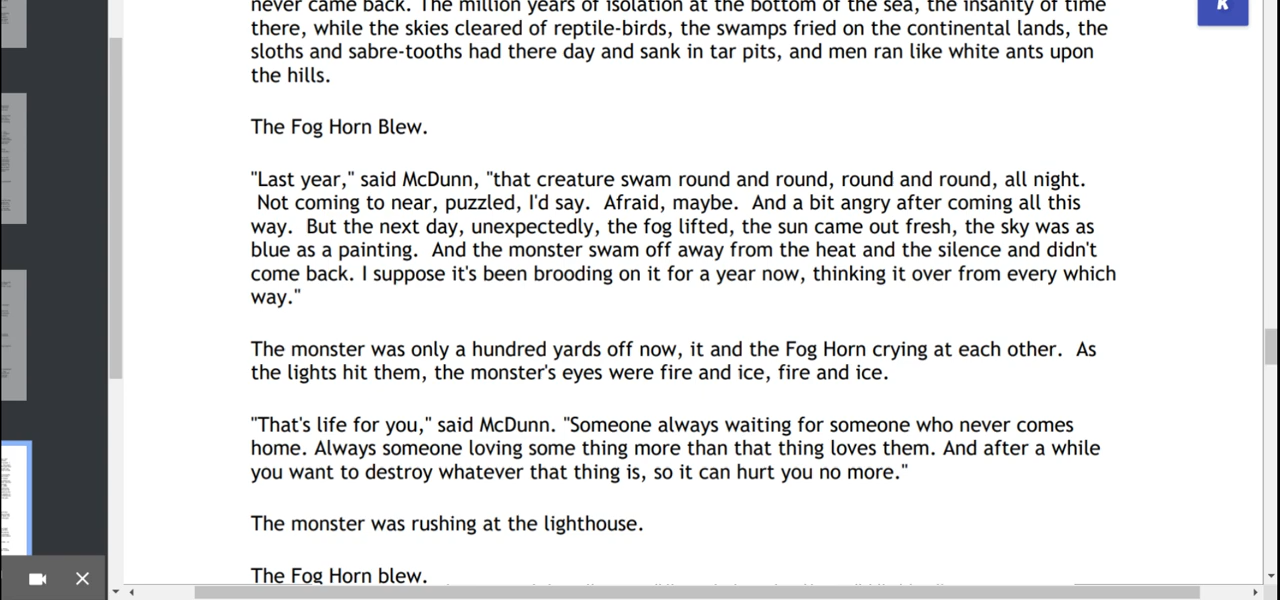 never came back. The million years of isolation at the bottom of the sea, the insanity of time
there, while the skies cleared of reptile-birds, the swamps fried on the continental lands, the
sloths and sabre-tooths had there day and sank in tar pits, and men ran like white ants upon
the hills.
The Fog Horn Blew.
"Last year," said McDunn, "that creature swam round and round, round and round, all night.
Not coming to near, puzzled, I'd say. Afraid, maybe. And a bit angry after coming all this
way. But the next day, unexpectedly, the fog lifted, the sun came out fresh, the sky was as
blue as a painting. And the monster swam off away from the heat and the silence and didn't
come back. I suppose it's been brooding on it for a year now, thinking it over from every which
way."
The monster was only a hundred yards off now, it and the Fog Horn crying at each other. As
the lights hit them, the monster's eyes were fire and ice, fire and ice.
"That's life for you," said McDunn. "Someone always waiting for someone who never comes
home. Always someone loving some thing more than that thing loves them. And after a while
you want to destroy whatever that thing is, so it can hurt you no more."
The monster was rushing at the lighthouse.
The Fog Horn blew.